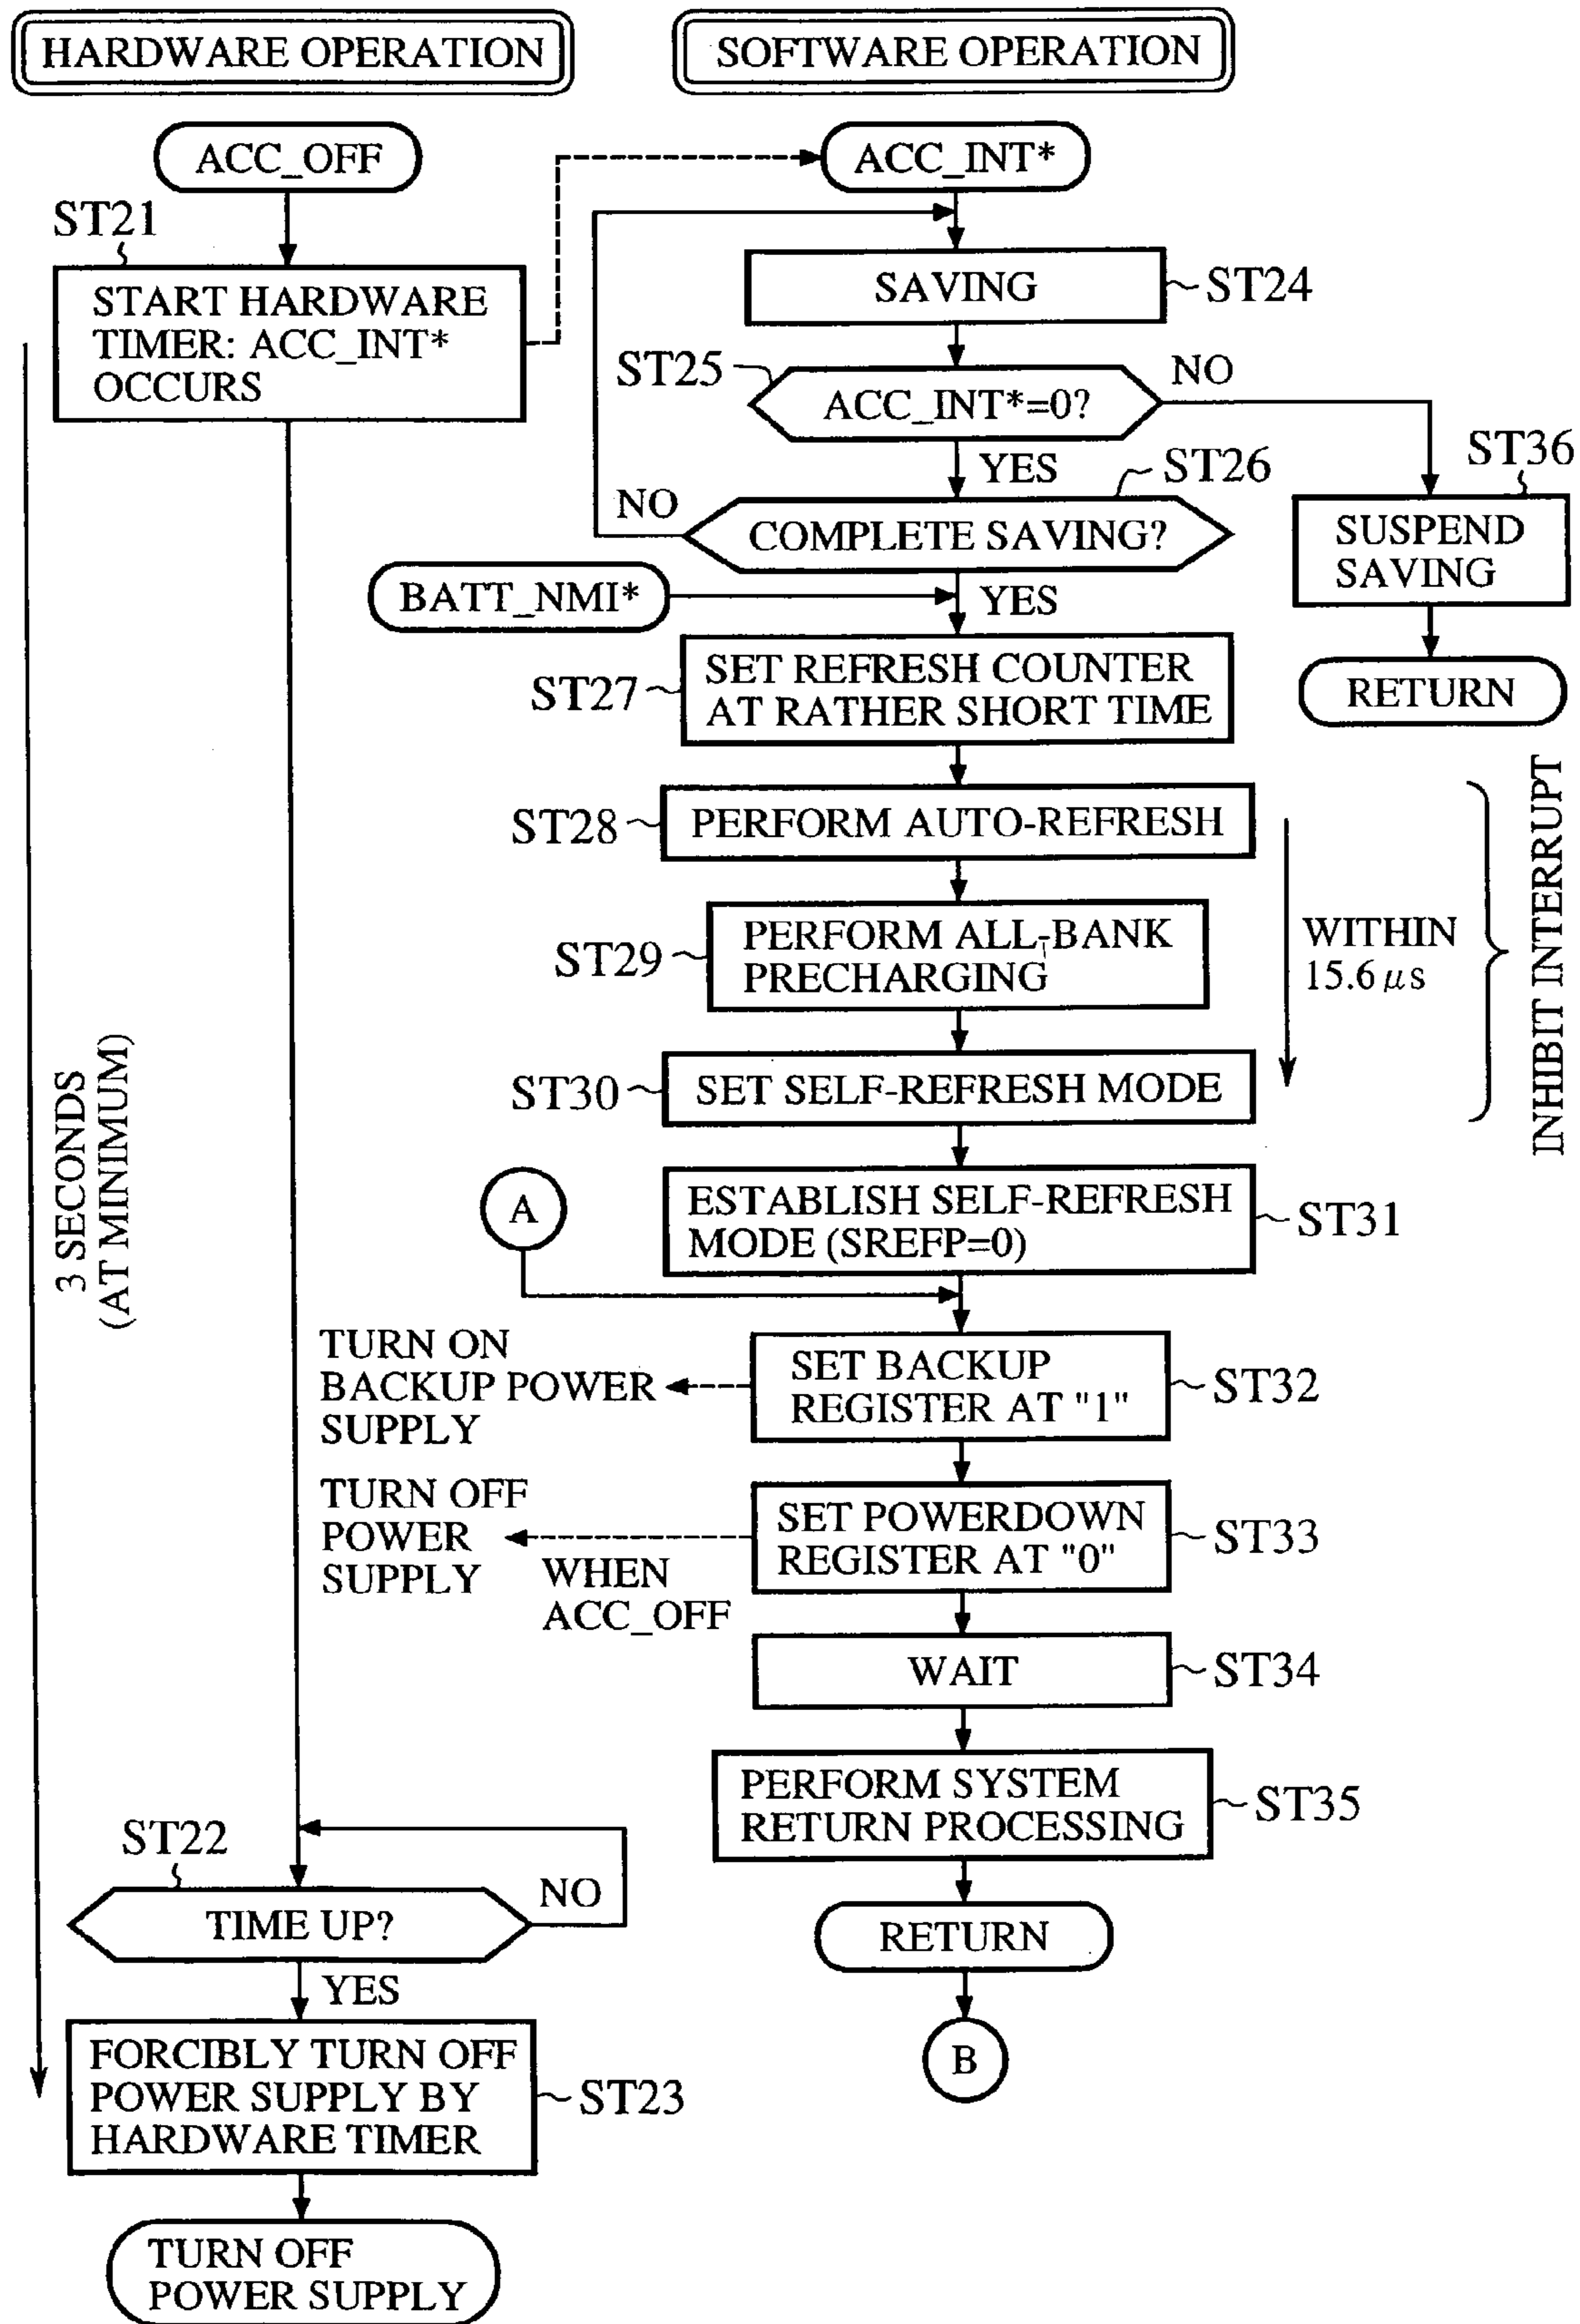 HARDWARE OPERATION
SOFTWARE OPERATION
ACC_OFF
ACC_INT*
ST21
START HARDWARE
TIMER: ACC_INT*
OCCURS
SAVING
ST24
ST25
ACC_INT*=0?
NO
YES
ST26
ST36
NO
COMPLETE SAVING?
SUSPEND
SAVING
BATT_NMI*
YES
RETURN
ST27
SET REFRESH COUNTER
AT RATHER SHORT TIME
ST28
PERFORM AUTO-REFRESH
ST29
PERFORM ALL-BANK
PRECHARGING
WITHIN
15.6 μs
INHIBIT INTERRUPT
ST30
SET SELF-REFRESH MODE
3 SECONDS
(AT MINIMUM)
A
ESTABLISH SELF-REFRESH
MODE (SREFP=0)
ST31
TURN ON
BACKUP POWER
SUPPLY
SET BACKUP
REGISTER AT "1"
ST32
TURN OFF
POWER
SUPPLY
WHEN
ACC_OFF
SET POWERDOWN
REGISTER AT "0"
ST33
WAIT
ST34
PERFORM SYSTEM
RETURN PROCESSING
ST35
ST22
NO
TIME UP?
RETURN
YES
B
FORCIBLY TURN OFF
POWER SUPPLY BY
HARDWARE TIMER
ST23
TURN OFF
POWER SUPPLY